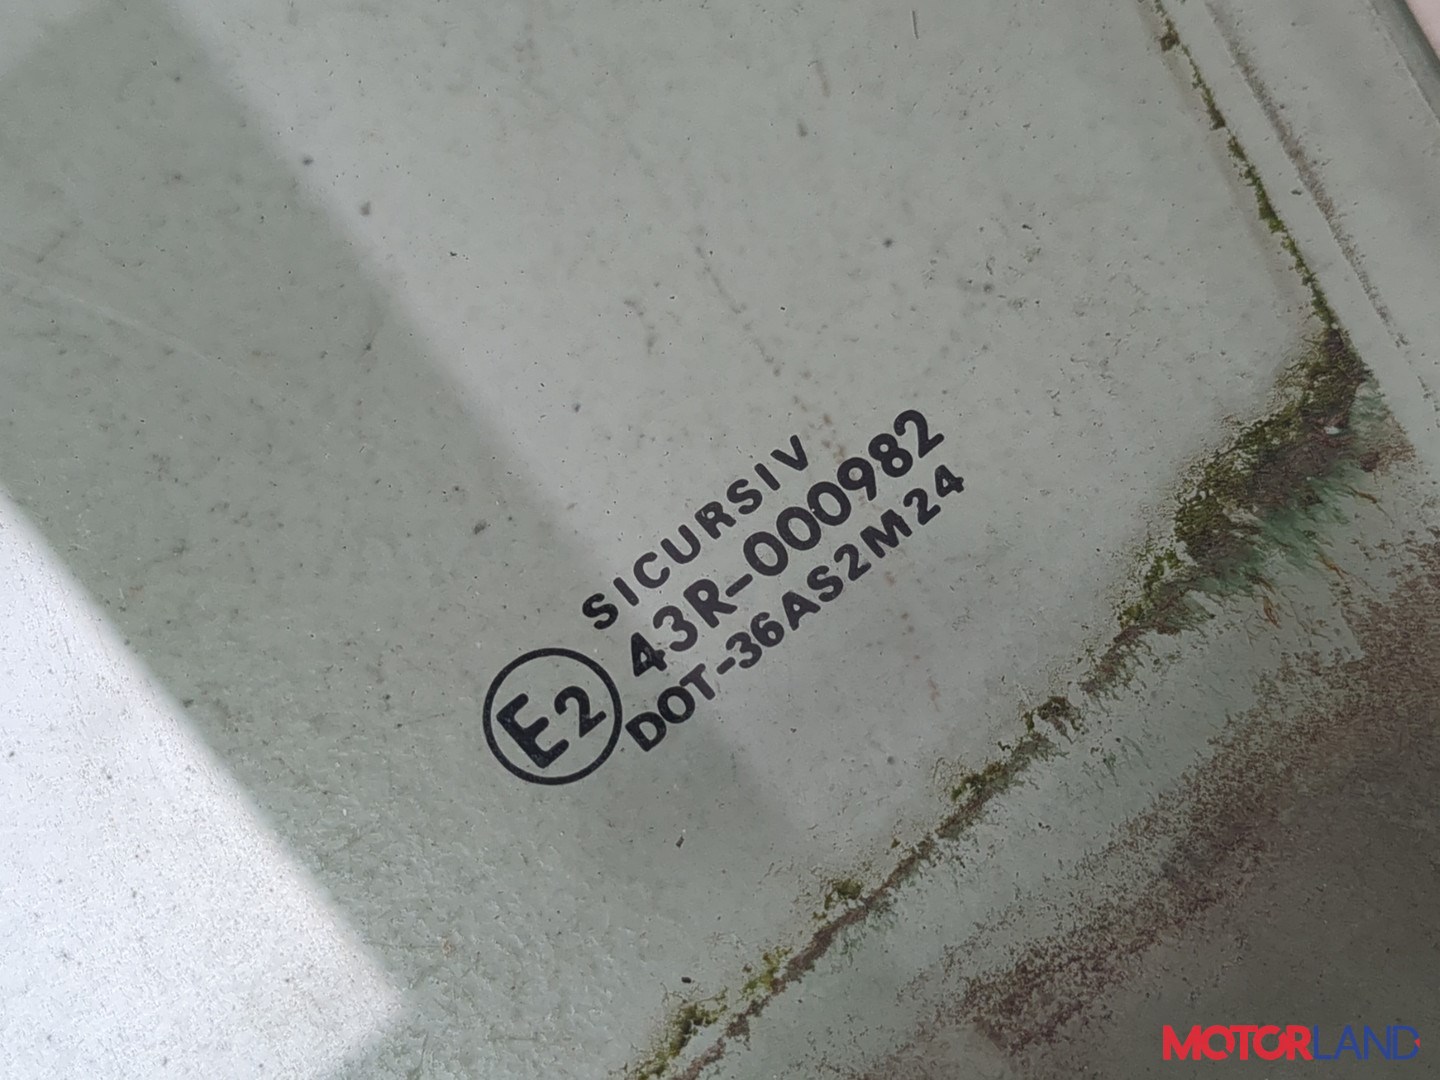 SICURSIV
E2 43R-000982
DOT-36AS2M24
MOTORLAND